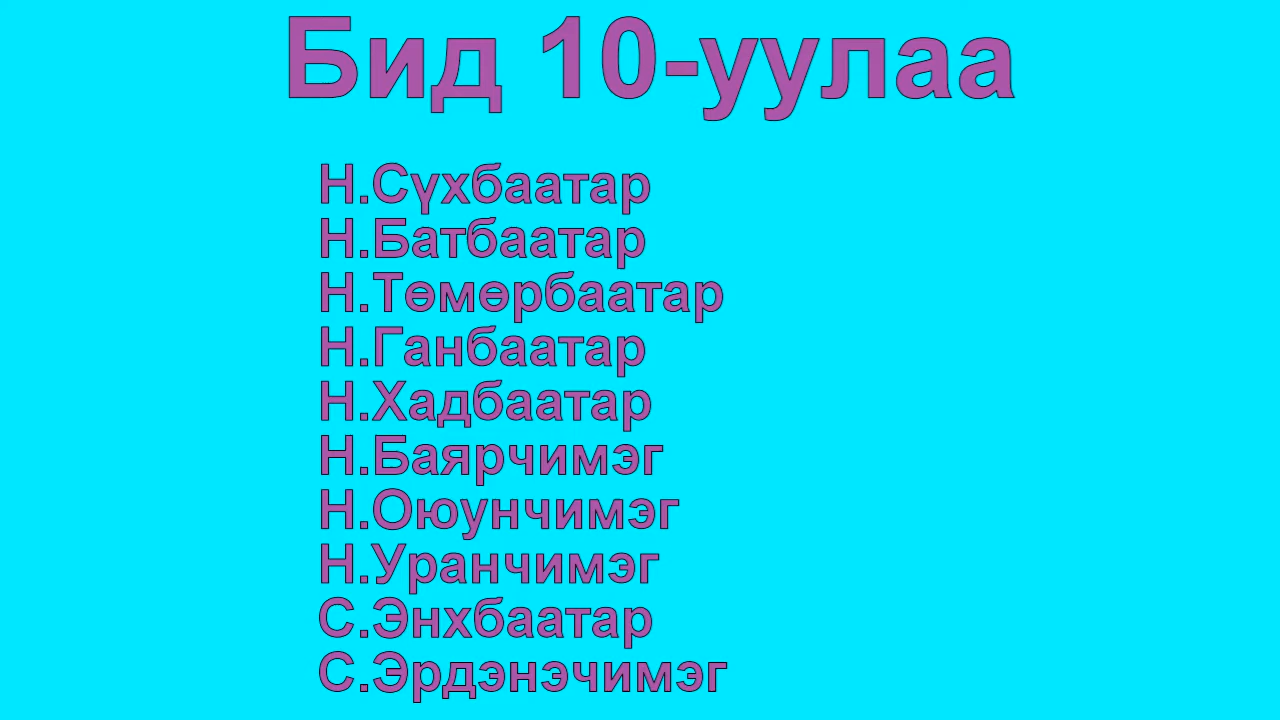 Бид 10-уулаа
Н.Сүхбаатар
Н.Батбаатар
Н.Төмөрбаатар
Н.Ганбаатар
Н.Хадбаатар
Н.Баярчимэг
Н.Оюунчимэг
Н.Уранчимэг
С.Энхбаатар
С.Эрдэнэчимэг